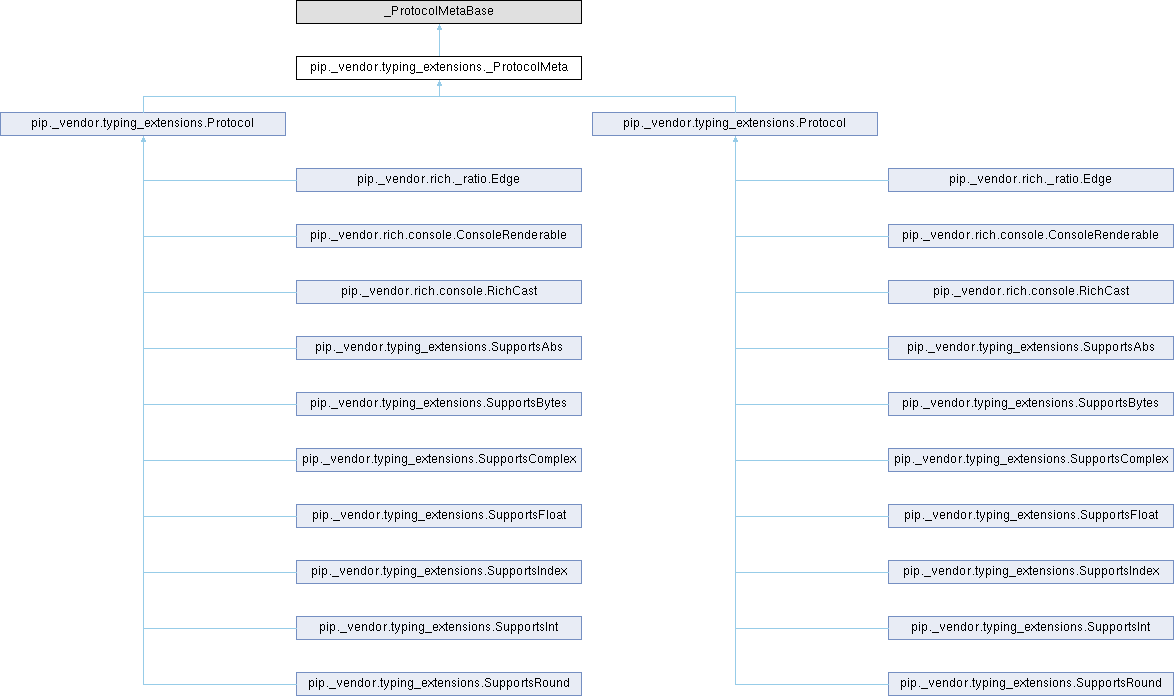 _ProtocolMetaBase
pip._vendor.typing_extensions._ProtocolMeta
pip._vendor.typing_extensions.Protocol
pip._vendor.typing_extensions.Protocol
pip._vendor.rich._ratio.Edge
pip._vendor.rich._ratio.Edge
pip._vendor.rich.console.ConsoleRenderable
pip._vendor.rich.console.ConsoleRenderable
pip._vendor.rich.console.RichCast
pip._vendor.rich.console.RichCast
pip._vendor.typing_extensions.SupportsAbs
pip._vendor.typing_extensions.SupportsAbs
pip._vendor.typing_extensions.SupportsBytes
pip._vendor.typing_extensions.SupportsBytes
pip._vendor.typing_extensions.SupportsComplex
pip._vendor.typing_extensions.SupportsComplex
pip._vendor.typing_extensions.SupportsFloat
pip._vendor.typing_extensions.SupportsFloat
pip._vendor.typing_extensions.SupportsIndex
pip._vendor.typing_extensions.SupportsIndex
pip._vendor.typing_extensions.SupportsInt
pip._vendor.typing_extensions.SupportsInt
pip._vendor.typing_extensions.SupportsRound
pip._vendor.typing_extensions.SupportsRound